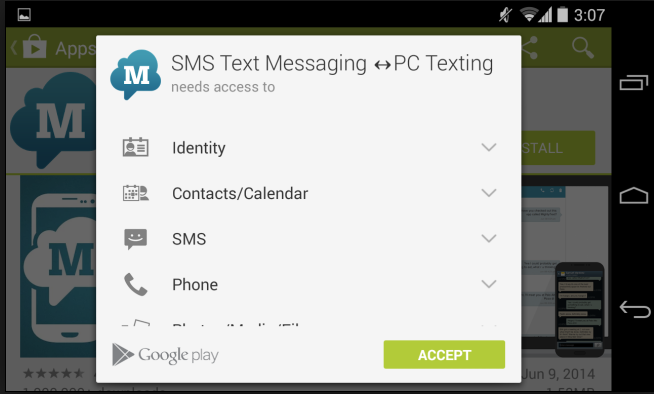 3:07
Apps
M
SMS Text Messaging ↔PC Texting
needs access to
M
INSTALL
Identity
Contacts/Calendar
SMS
M
Phone
Google play
ACCEPT
Jun 9, 2014